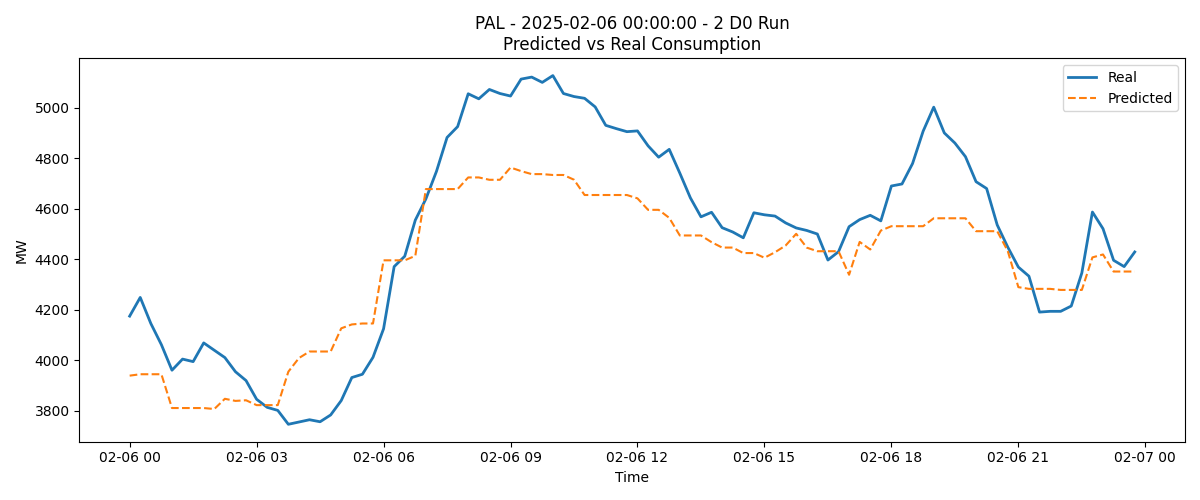 PAL - 2025-02-06 00:00:00 - 2 D0 Run
Predicted vs Real Consumption
Real
Predicted
MW
5000
4800
4600
4400
4200
4000
3800
02-06 00
02-06 03
02-06 06
02-06 09
02-06 12
02-06 15
02-06 18
02-06 21
02-07 00
Time